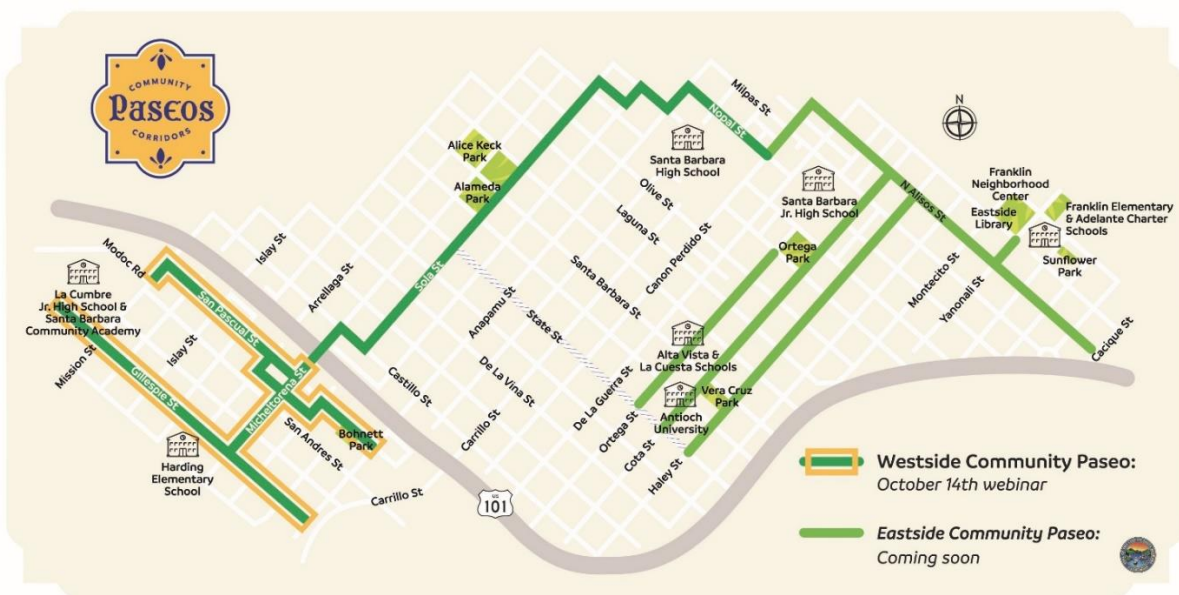 COMMUNITY
Paseos
CORRIDORS
N
Milpas St
Nopal St
Alice Keck
Park
Alameda
Park
Santa Barbara
High School
Olive St
Laguna St
Santa Barbara
Jr. High School
N Alisos St
Franklin
Neighborhood
Center
Eastside
Library
Franklin Elementary
& Adelante Charter
Schools
Sunflower
Park
Modoc Rd
Islay St
Arrellaga St
Sola St
Canon Perdido St
Ortega
Park
Santa Barbara St
Montecito St
Yanonali St
Cacique St
La Cumbre
Jr. High School &
Santa Barbara
Community Academy
San Pascual St
Anapamu St
State St
Mission St
Islay St
Gillespie St
Micheltorena St
Castillo St
De La Vina St
De La Guerra St
Alta Vista &
La Cuesta Schools
Vera Cruz
Park
Antioch
University
San Andres St
Bohnett
Park
Carrillo St
Ortega St
Cota St
Haley St
Harding
Elementary
School
Carrillo St
US
101
Westside Community Paseo:
October 14th webinar
Eastside Community Paseo:
Coming soon